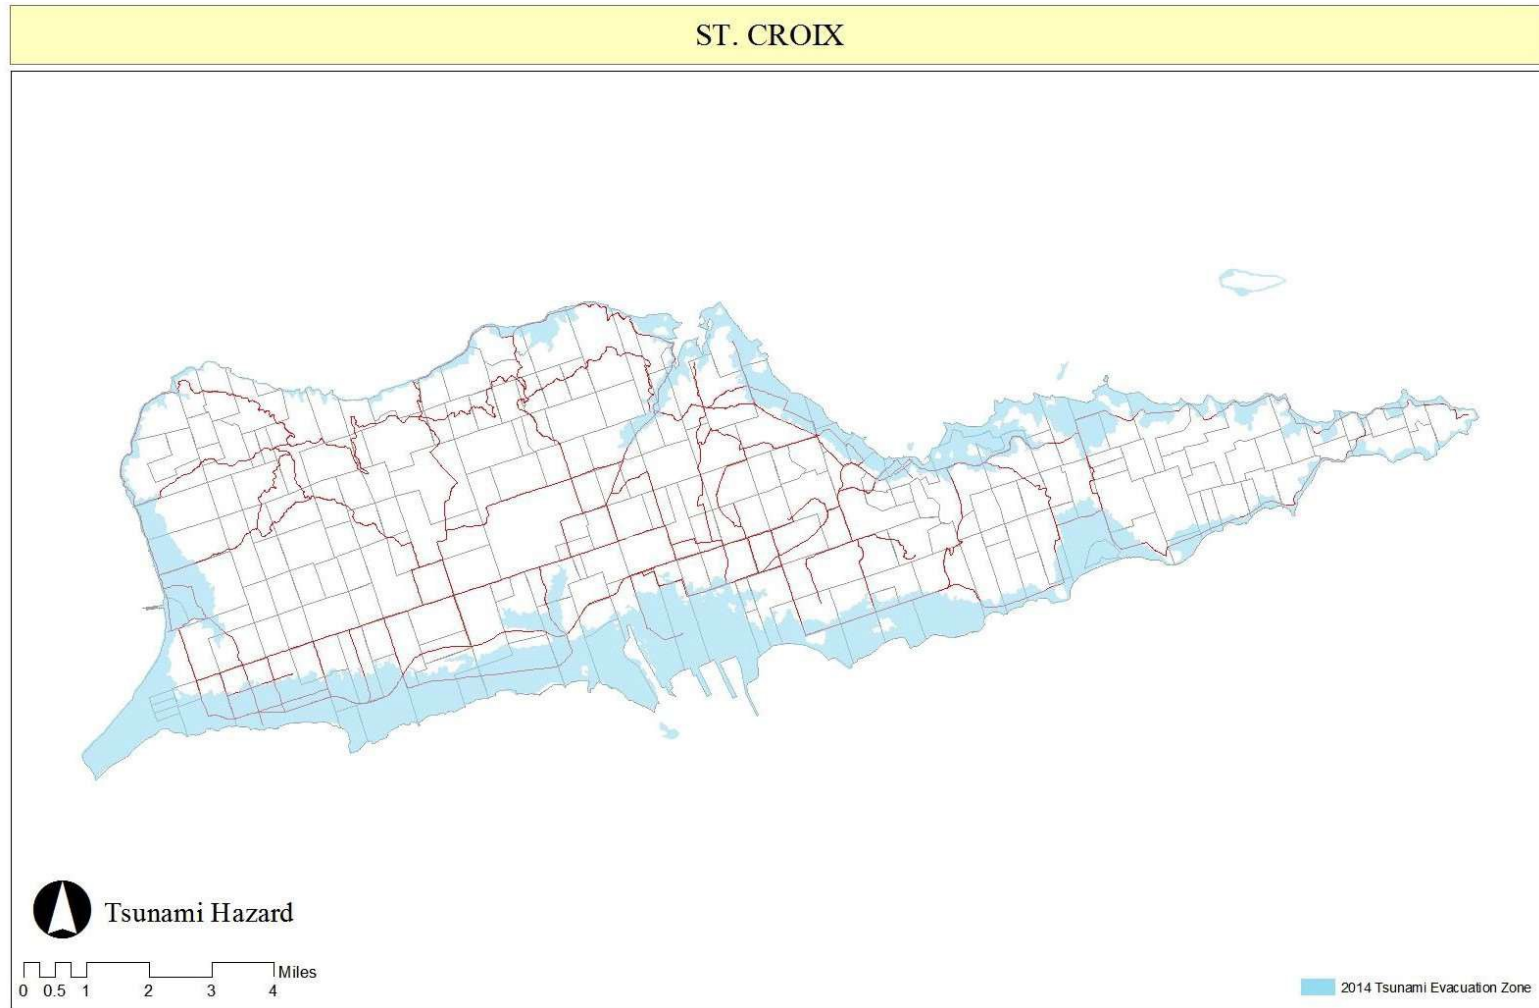 ST. CROIX
Tsunami Hazard
Miles
0 0.5 1 2 3 4
2014 Tsunami Evacuation Zone